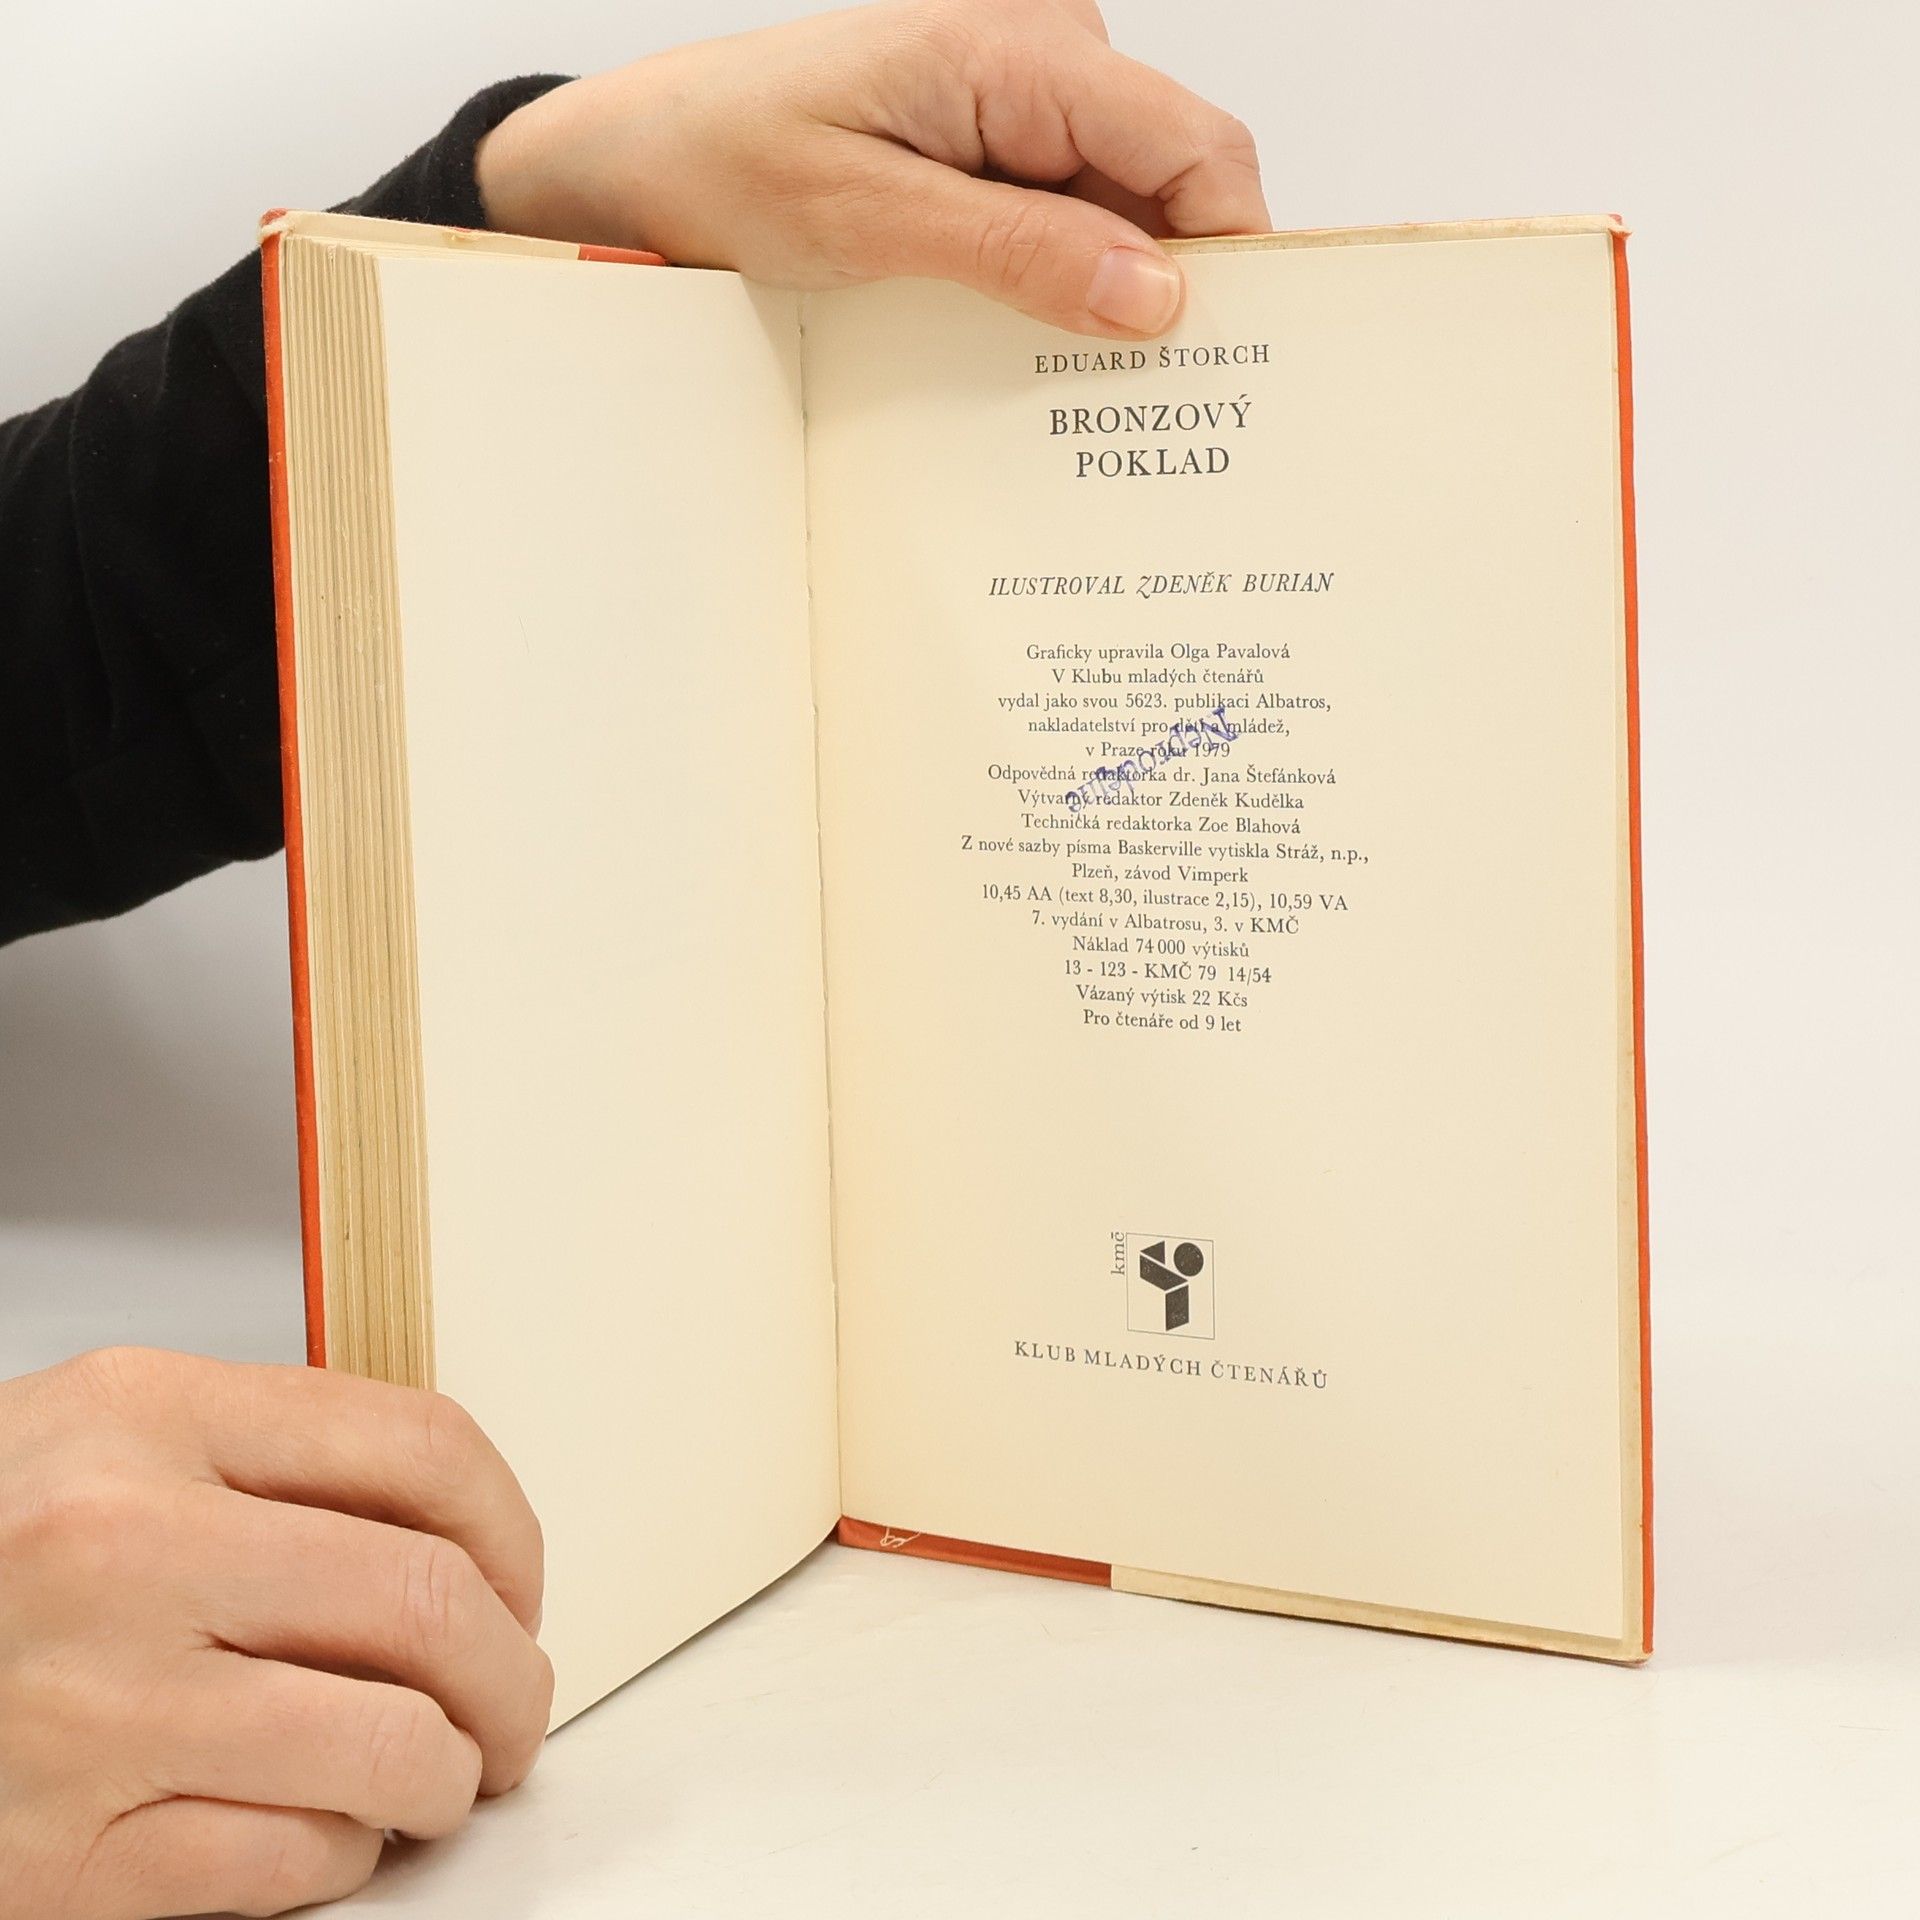 EDUARD ŠTORCH
BRONZOVÝ
POKLAD
ILUSTROVAL ZDENĚK BURIAN
Graficky upravila Olga Pavalová
V Klubu mladých čtenářů
vydal jako svou 5623. publikaci Albatros,
nakladatelství pro děti a mládež,
v Praze roku 1979
Neprodejné
Odpovědná redaktorka dr. Jana Štefánková
Výtvarný redaktor Zdeněk Kudělka
Technická redaktorka Zoe Blahová
Z nové sazby písma Baskerville vytiskla Stráž, n.p.,
Plzeň, závod Vimperk
10,45 AA (text 8,30, ilustrace 2,15), 10,59 VA
7. vydání v Albatrosu, 3. v KMČ
Náklad 74 000 výtisků
13 - 123 - KMČ 79 14/54
Vázaný výtisk 22 Kčs
Pro čtenáře od 9 let
kmč
KLUB MLADÝCH ČTENÁŘŮ